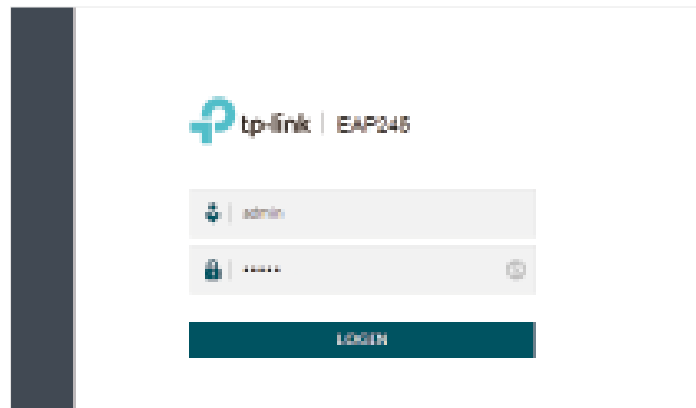 tp-link | EAP245
admin
•••••
LOGIN